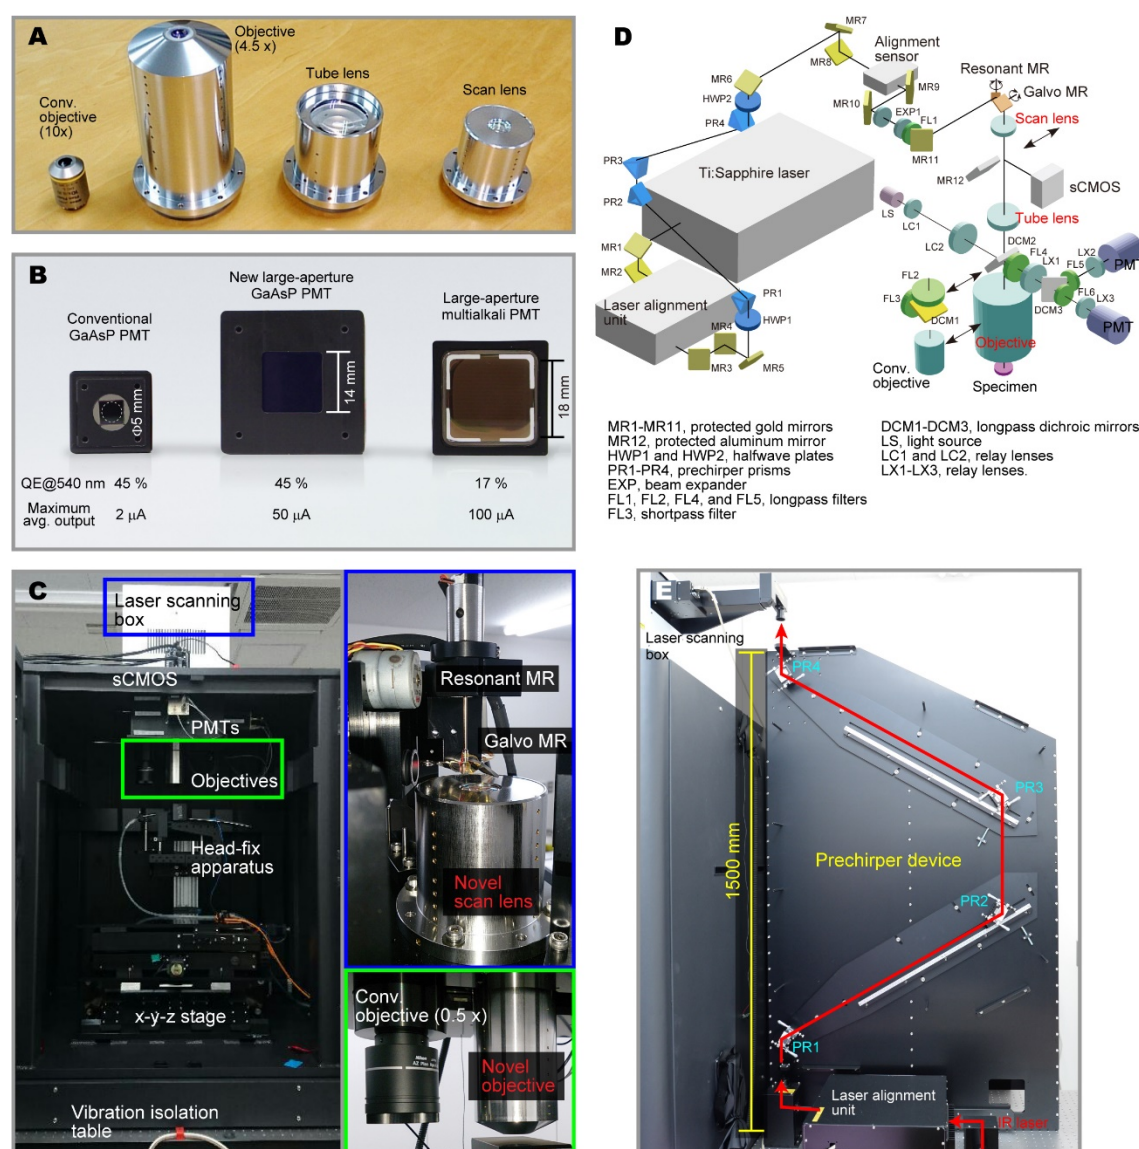 A
Objective
(4.5 x)
Tube lens
Scan lens
Conv.
objective
(10x)
B
New large-aperture
GaAsP PMT
Conventional
GaAsP PMT
Large-aperture
multialkali PMT
Φ5 mm
14 mm
18 mm
QE@540 nm 45 % 45 % 17 %
Maximum
avg. output 2 μA 50 μA 100 μA
C
Laser scanning
box
sCMOS
PMTs
Objectives
Head-fix
apparatus
x-y-z stage
Vibration isolation
table
Resonant MR
Galvo MR
Novel
scan lens
Conv.
objective (0.5 x)
Novel
objective
D
MR7
MR8
Alignment
sensor
MR6
HWP2
PR4
MR9
MR10
EXP1
FL1
MR11
Resonant MR
Galvo MR
Scan lens
MR12
sCMOS
Tube lens
PR3
PR2
Ti:Sapphire laser
LS
LC1
LC2
DCM2
FL4
LX1
LX2
FL5
PMT
FL6
LX3
DCM3
PMT
MR1
MR2
Laser alignment
unit
PR1
HWP1
MR4
MR3
MR5
FL2
FL3
DCM1
Conv.
objective
Objective
Specimen
MR1-MR11, protected gold mirrors
MR12, protected aluminum mirror
HWP1 and HWP2, halfwave plates
PR1-PR4, prechirper prisms
EXP, beam expander
FL1, FL2, FL4, and FL5, longpass filters
FL3, shortpass filter
DCM1-DCM3, longpass dichroic mirrors
LS, light source
LC1 and LC2, relay lenses
LX1-LX3, relay lenses.
E
Laser scanning
box
PR4
PR3
1500 mm
Prechirper device
PR2
PR1
Laser alignment
unit
IR laser